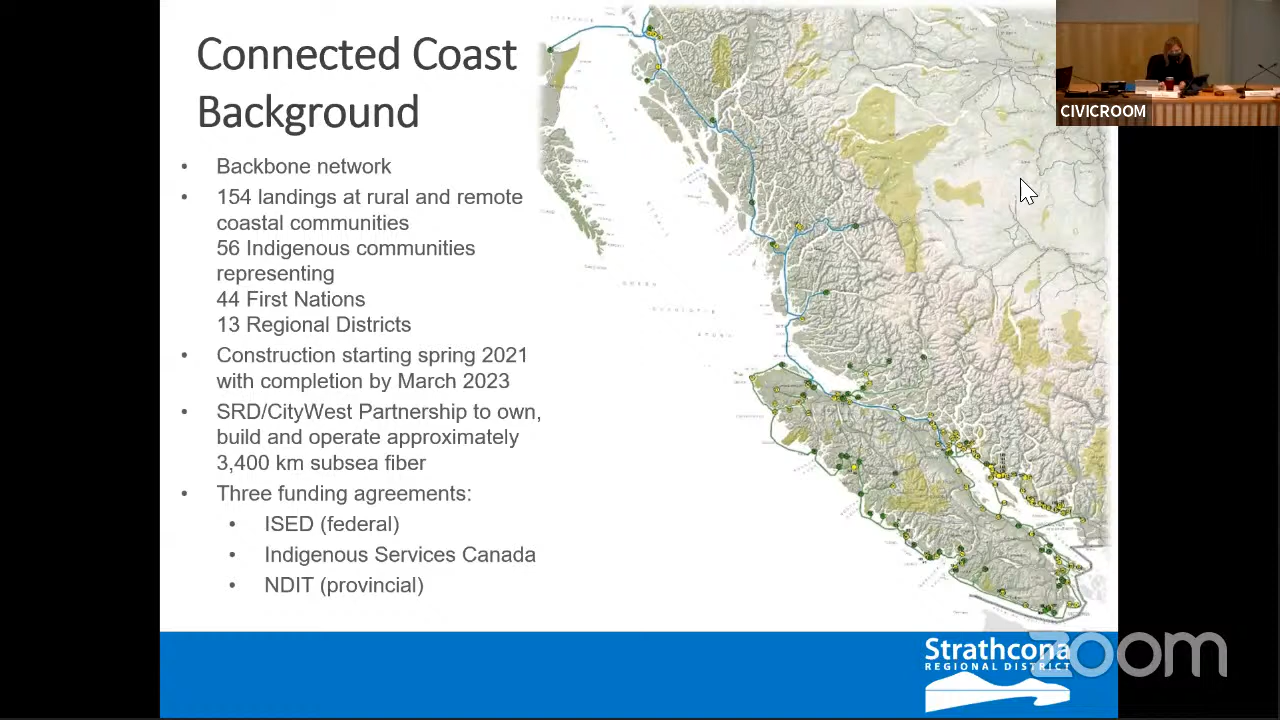 Connected Coast
Background
• Backbone network
• 154 landings at rural and remote
coastal communities
56 Indigenous communities
representing
44 First Nations
13 Regional Districts
• Construction starting spring 2021
with completion by March 2023
• SRD/CityWest Partnership to own,
build and operate approximately
3,400 km subsea fiber
• Three funding agreements:
• ISED (federal)
• Indigenous Services Canada
• NDIT (provincial)
CIVICROOM
Strathcona
REGIONAL DISTRICT
zoom